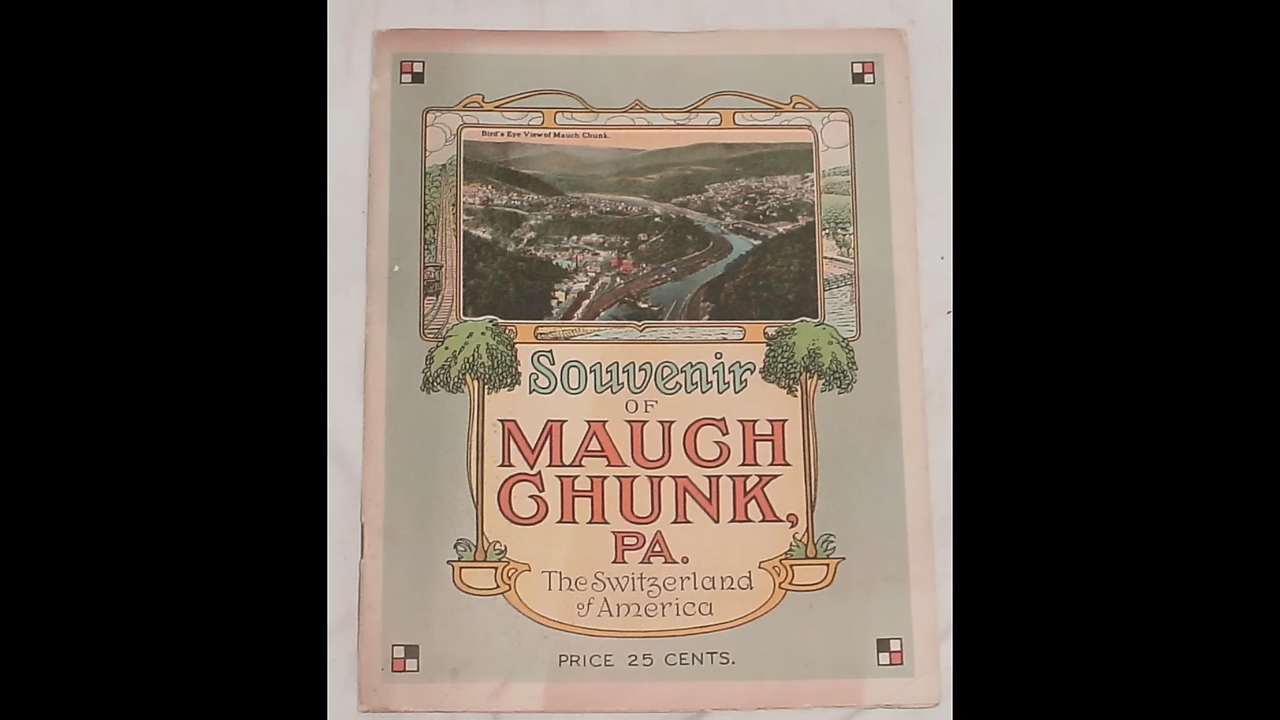 Bird's Eye View of Mauch Chunk.
Souvenir
OF
MAUCH
CHUNK,
PA.
The Switzerland
of America
PRICE 25 CENTS.